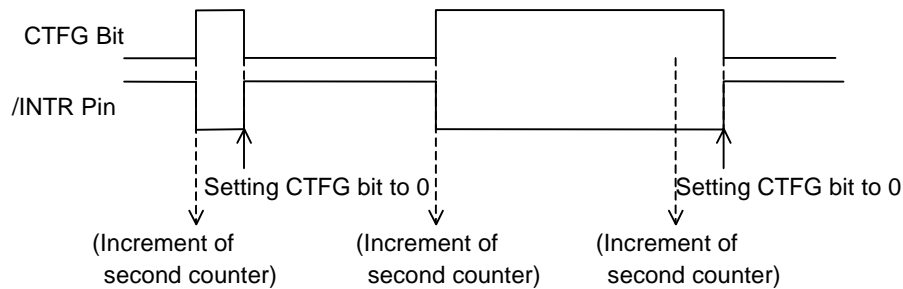 CTFG Bit
/INTR Pin
Setting CTFG bit to 0
Setting CTFG bit to 0
(Increment of
second counter)
(Increment of
second counter)
(Increment of
second counter)